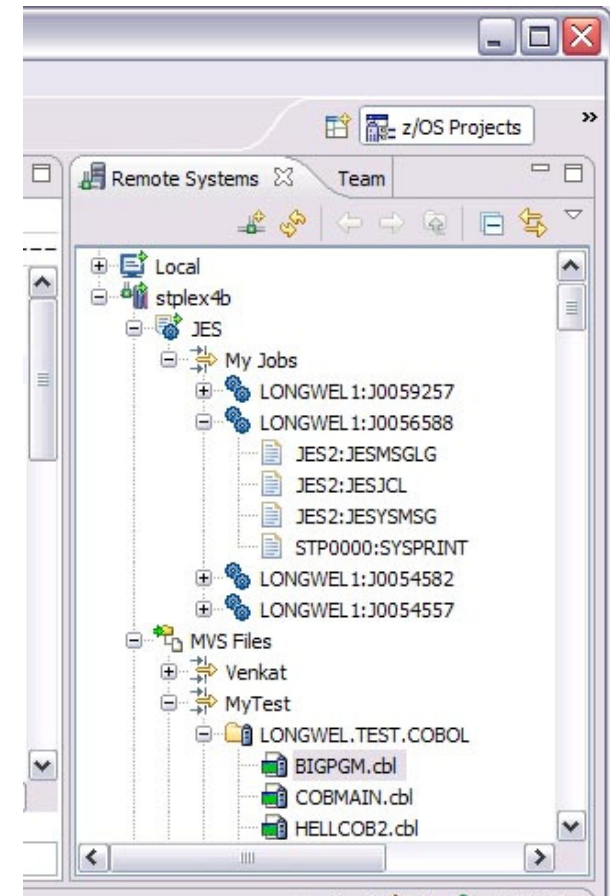 z/OS Projects
»
Remote Systems
Team
Local
stplex4b
JES
My Jobs
LONGWEL1:J0059257
LONGWEL1:J0056588
JES2:JESMSGLG
JES2:JESJCL
JES2:JESYSMSG
STP0000:SYSPRINT
LONGWEL1:J0054582
LONGWEL1:J0054557
MVS Files
Venkat
MyTest
LONGWEL.TEST.COBOL
BIGPGM.cbl
COBMAIN.cbl
HELLCOB2.cbl